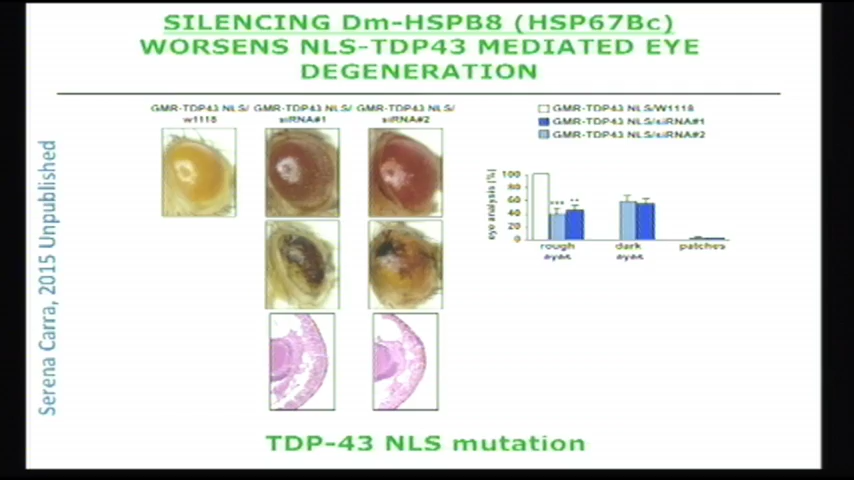 SILENCING Dm-HSPB8 (HSP67Bc)
WORSENS NLS-TDP43 MEDIATED EYE
DEGENERATION
GMR-TDP43 NLS/
w1118
GMR-TDP43 NLS/
siRNA#1
GMR-TDP43 NLS/
siRNA#2
GMR-TDP43 NLS/W1118
GMR-TDP43 NLS/siRNA#1
GMR-TDP43 NLS/siRNA#2
eye analysis (%)
100
80
60
40
20
0
***
**
rough
eyes
dark
eyes
patches
Serena Carra, 2015 Unpublished
TDP-43 NLS mutation